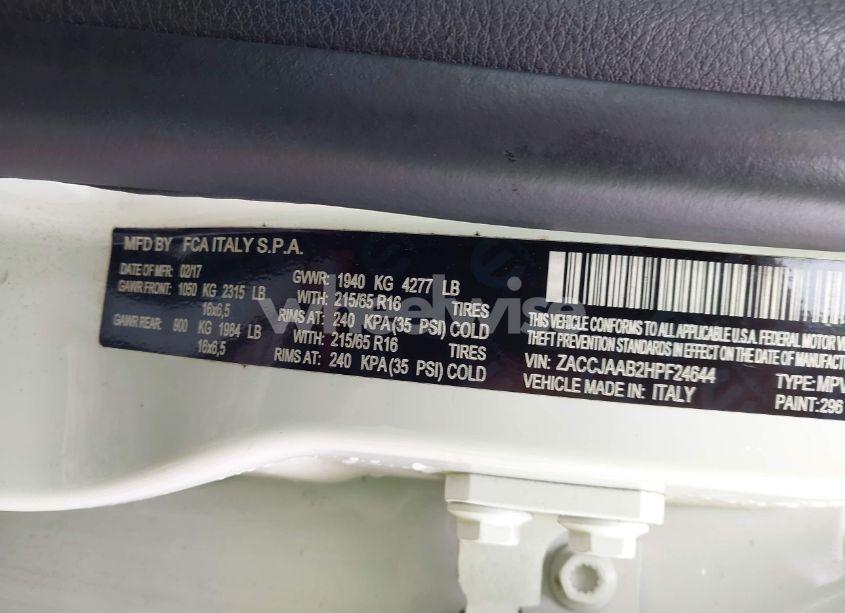 MFD BY FCA ITALY S.P.A.
DATE OF MFR: 02/17 GVWR: 1940 KG 4277 LB
GAWR FRONT: 1050 KG 2315 LB WITH: 215/65 R16 TIRES
16x6,5 RIMS AT: 240 KPA(35 PSI) COLD
GAWR REAR: 900 KG 1984 LB WITH: 215/65 R16 TIRES
16x6,5 RIMS AT: 240 KPA(35 PSI) COLD
THIS VEHICLE CONFORMS TO ALL APPLICABLE U.S.A. FEDERAL MOTOR
THEFT PREVENTION STANDARDS IN EFFECT ON THE DATE OF
VIN: ZACCJAAB2HPF24644 TYPE: MPV
VEHICLE MADE IN: ITALY PAINT: 296
wheelwise